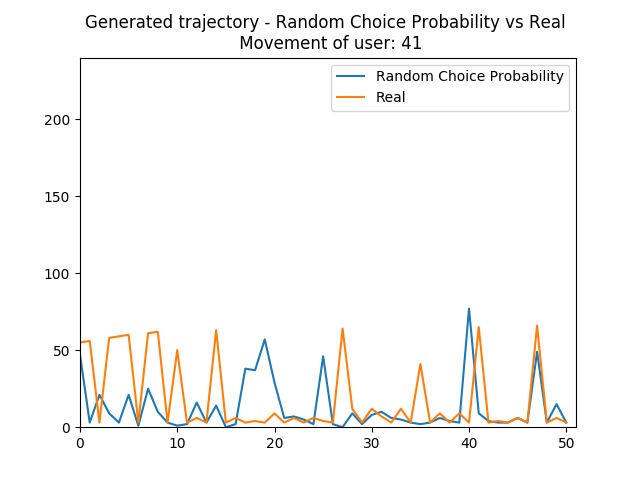 Generated trajectory - Random Choice Probability vs Real
Movement of user: 41
Random Choice Probability
Real
200
150
100
50
0
0 10 20 30 40 50